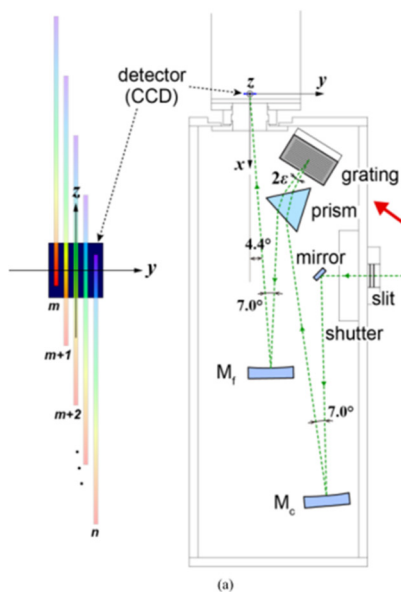 detector
(CCD)
z
y
x
2ε
grating
prism
4.4°
mirror
7.0°
slit
shutter
M_f
7.0°
M_c
z
y
m
m+1
m+2
n
(a)